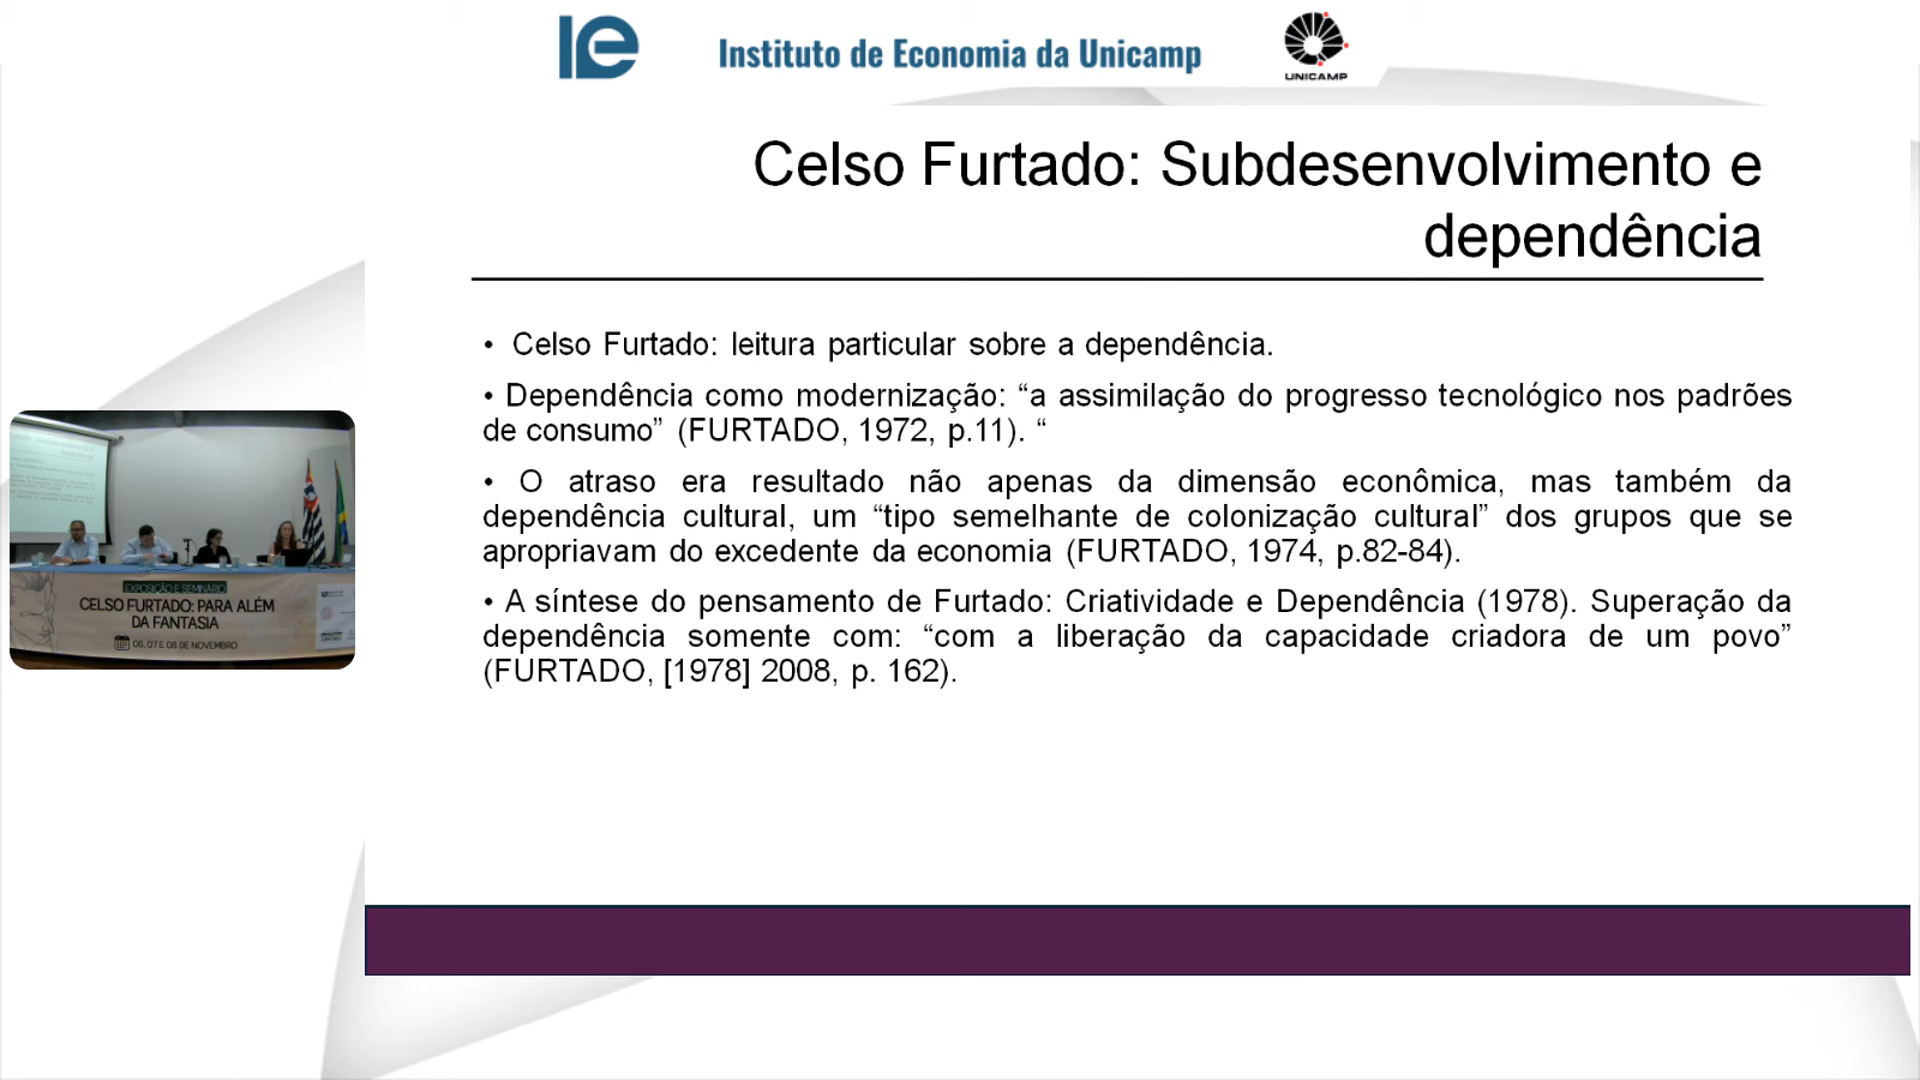 Ie
Instituto de Economia da Unicamp
UNICAMP
Celso Furtado: Subdesenvolvimento e
dependência
• Celso Furtado: leitura particular sobre a dependência.
• Dependência como modernização: “a assimilação do progresso tecnológico nos padrões
de consumo” (FURTADO, 1972, p.11). “
• O atraso era resultado não apenas da dimensão econômica, mas também da
dependência cultural, um “tipo semelhante de colonização cultural” dos grupos que se
apropriavam do excedente da economia (FURTADO, 1974, p.82-84).
• A síntese do pensamento de Furtado: Criatividade e Dependência (1978). Superação da
dependência somente com: “com a liberação da capacidade criadora de um povo”
(FURTADO, [1978] 2008, p. 162).
EXPOSIÇÃO E SEMINÁRIO
CELSO FURTADO: PARA ALÉM
DA FANTASIA
06, 07 E 08 DE NOVEMBRO